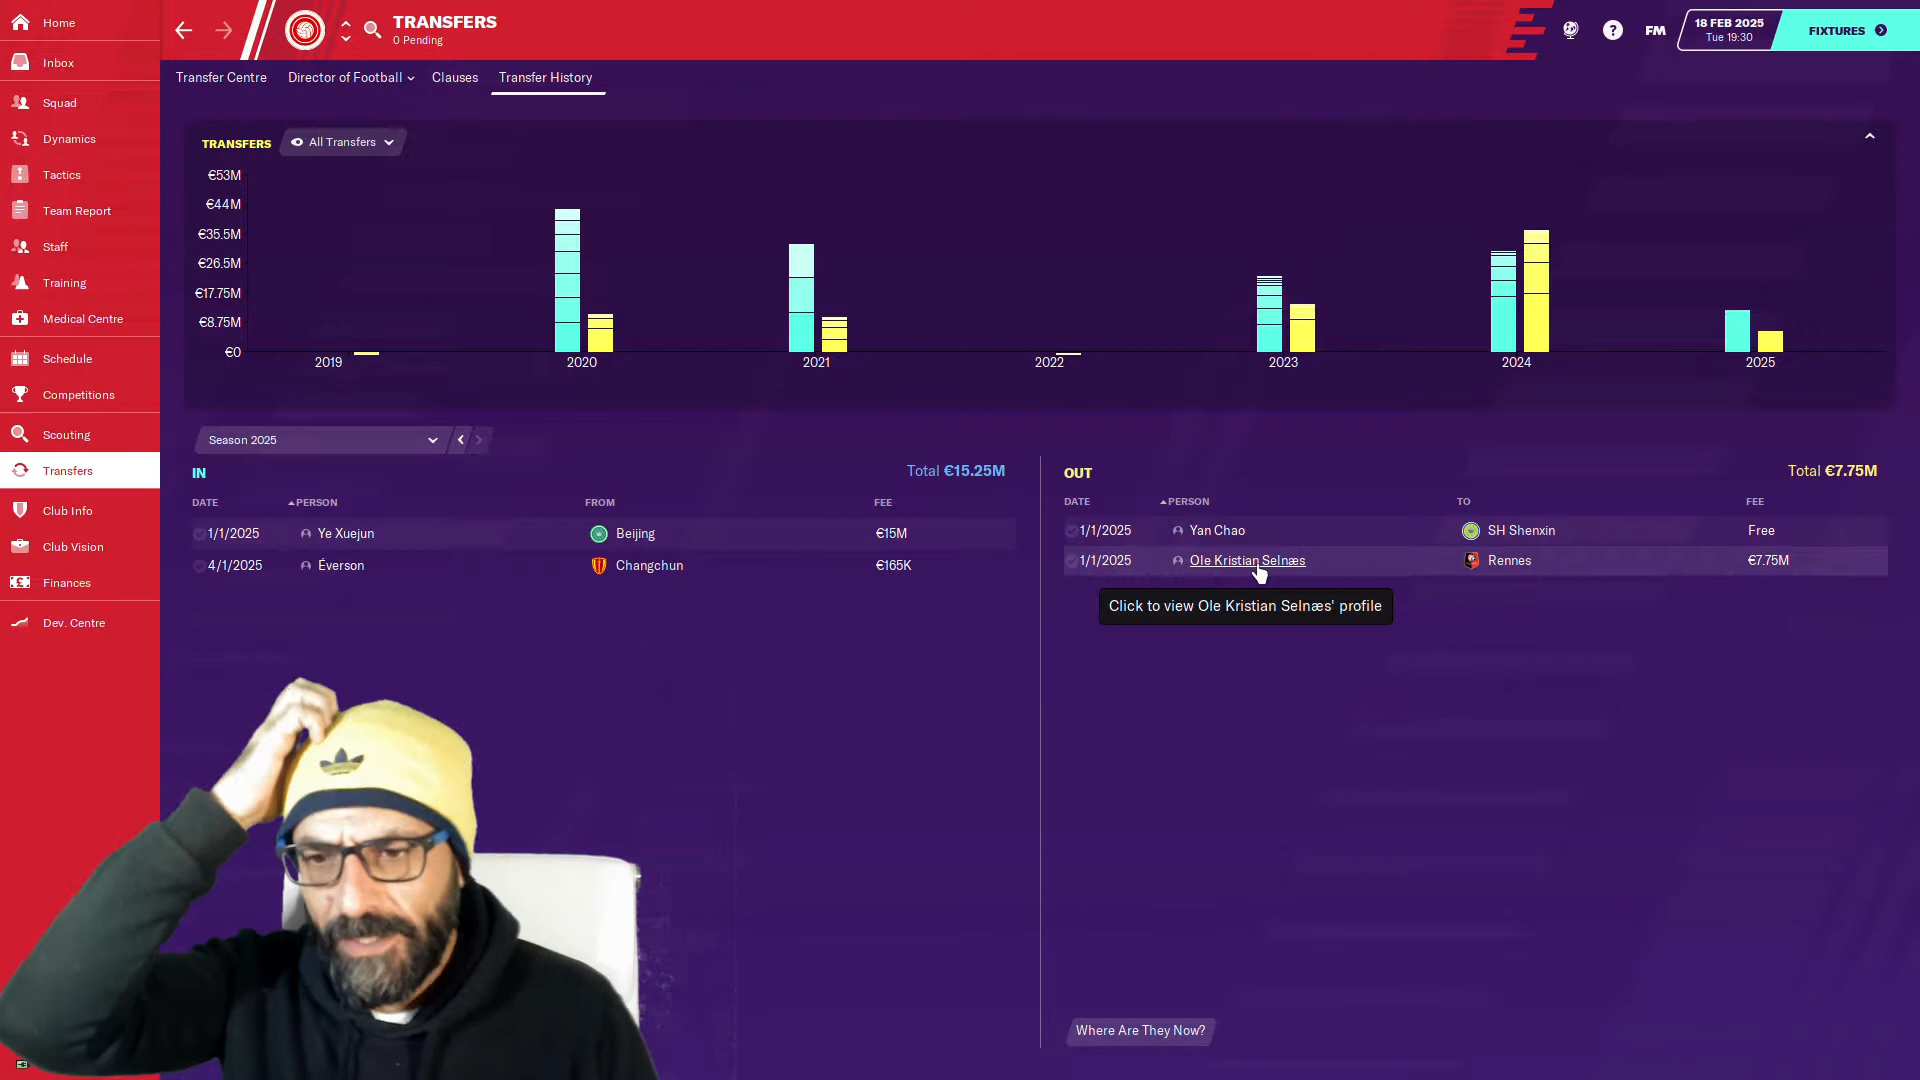 Home
Inbox
Squad
Dynamics
Tactics
Team Report
Staff
Training
Medical Centre
Schedule
Competitions
Scouting
Transfers
Club Info
Club Vision
Finances
Dev. Centre
TRANSFERS
0 Pending
FM
18 FEB 2025
Tue 19:30
FIXTURES
Transfer Centre
Director of Football
Clauses
Transfer History
TRANSFERS
All Transfers
€53M
€44M
€35.5M
€26.5M
€17.75M
€8.75M
€0
2019
2020
2021
2022
2023
2024
2025
Season 2025
IN
Total €15.25M
DATE
PERSON
FROM
FEE
1/1/2025
Ye Xuejun
Beijing
€15M
4/1/2025
Éverson
Changchun
€165K
OUT
Total €7.75M
DATE
PERSON
TO
FEE
1/1/2025
Yan Chao
SH Shenxin
Free
1/1/2025
Ole Kristian Selnæs
Rennes
€7.75M
Click to view Ole Kristian Selnæs' profile
Where Are They Now?